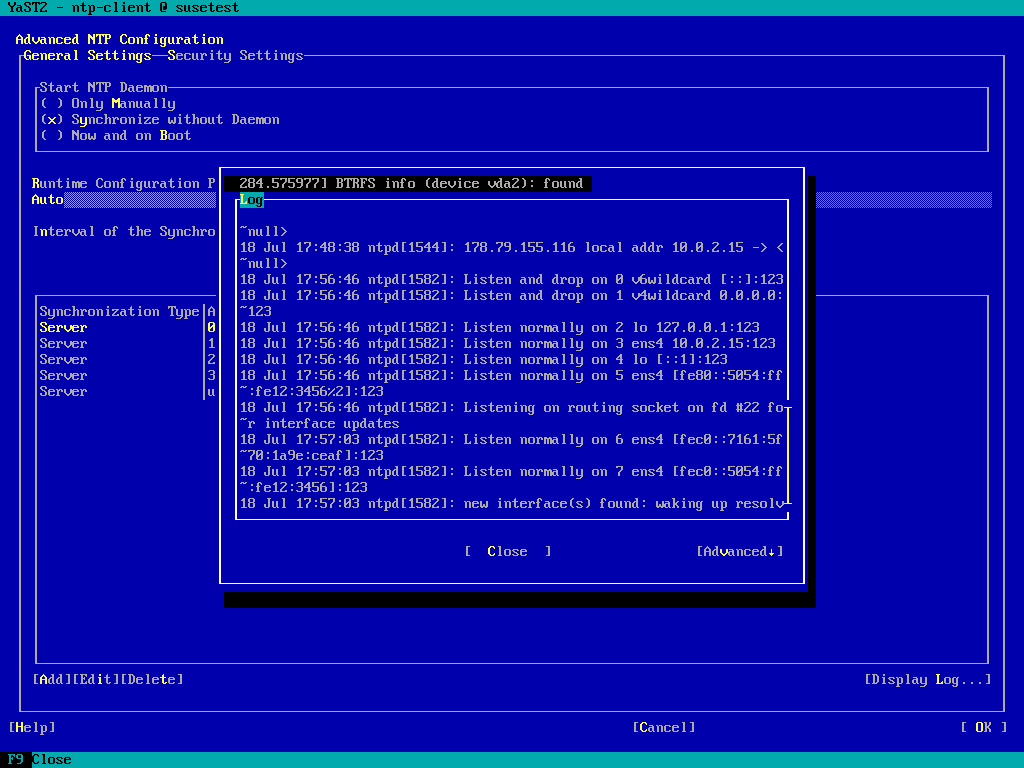 YaST2 - ntp-client @ susetest
Advanced NTP Configuration
General Settings Security Settings
Start NTP Daemon
( ) Only Manually
(x) Synchronize without Daemon
( ) Now and on Boot
Runtime Configuration P
284.575977] BTRFS info (device vda2): found
Auto
Log
Interval of the Synchro
~null>
18 Jul 17:48:38 ntpd[1544]: 178.79.155.116 local addr 10.0.2.15 -> <
~null>
18 Jul 17:56:46 ntpd[1582]: Listen and drop on 0 v6wildcard [::]:123
18 Jul 17:56:46 ntpd[1582]: Listen and drop on 1 v4wildcard 0.0.0.0:
~123
18 Jul 17:56:46 ntpd[1582]: Listen normally on 2 lo 127.0.0.1:123
18 Jul 17:56:46 ntpd[1582]: Listen normally on 3 ens4 10.0.2.15:123
18 Jul 17:56:46 ntpd[1582]: Listen normally on 4 lo [::1]:123
18 Jul 17:56:46 ntpd[1582]: Listen normally on 5 ens4 [fe80::5054:ff
~:fe12:3456%2]:123
18 Jul 17:56:46 ntpd[1582]: Listening on routing socket on fd #22 fo
~r interface updates
18 Jul 17:57:03 ntpd[1582]: Listen normally on 6 ens4 [fec0::7161:5f
~70:1a9e:ceaf]:123
18 Jul 17:57:03 ntpd[1582]: Listen normally on 7 ens4 [fec0::5054:ff
~:fe12:3456]:123
18 Jul 17:57:03 ntpd[1582]: new interface(s) found: waking up resolv
Synchronization Type A
Server 0
Server 1
Server 2
Server 3
Server u
[ Close ] [Advanced↓]
[Add][Edit][Delete] [Display Log...]
[Help] [Cancel] [ OK ]
F9 Close